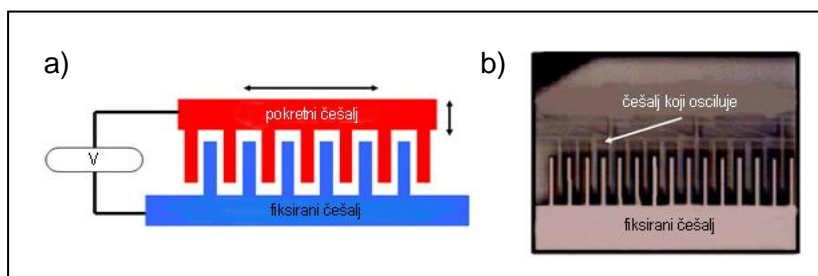 a)
pokretni češalj
V
fiksirani češalj
b)
češalj koji osciluje
fiksirani češalj